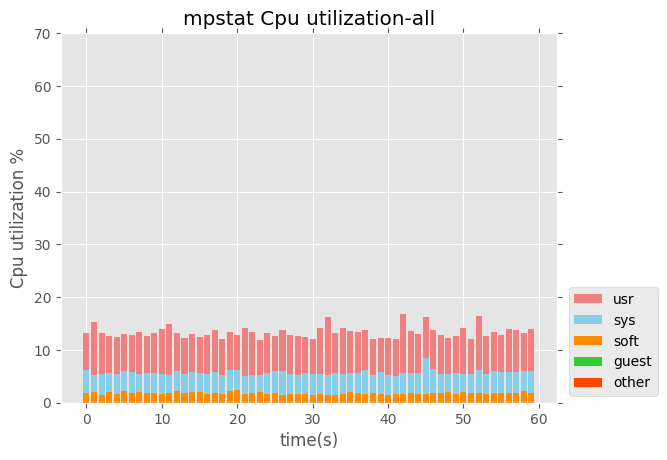 mpstat Cpu utilization-all
70
60
50
40
30
20
10
0
Cpu utilization %
0 10 20 30 40 50 60
time(s)
usr
sys
soft
guest
other